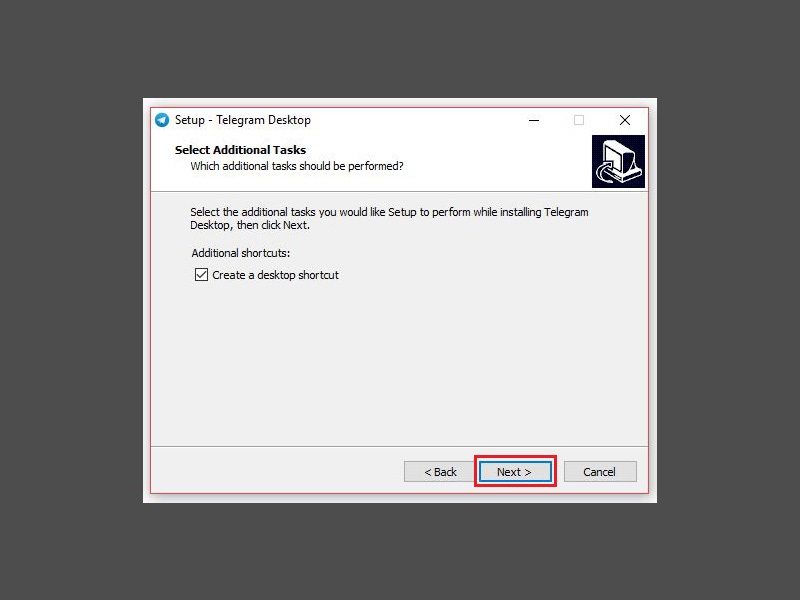 Setup - Telegram Desktop
Select Additional Tasks
Which additional tasks should be performed?
Select the additional tasks you would like Setup to perform while installing Telegram
Desktop, then click Next.
Additional shortcuts:
Create a desktop shortcut
< Back
Next >
Cancel